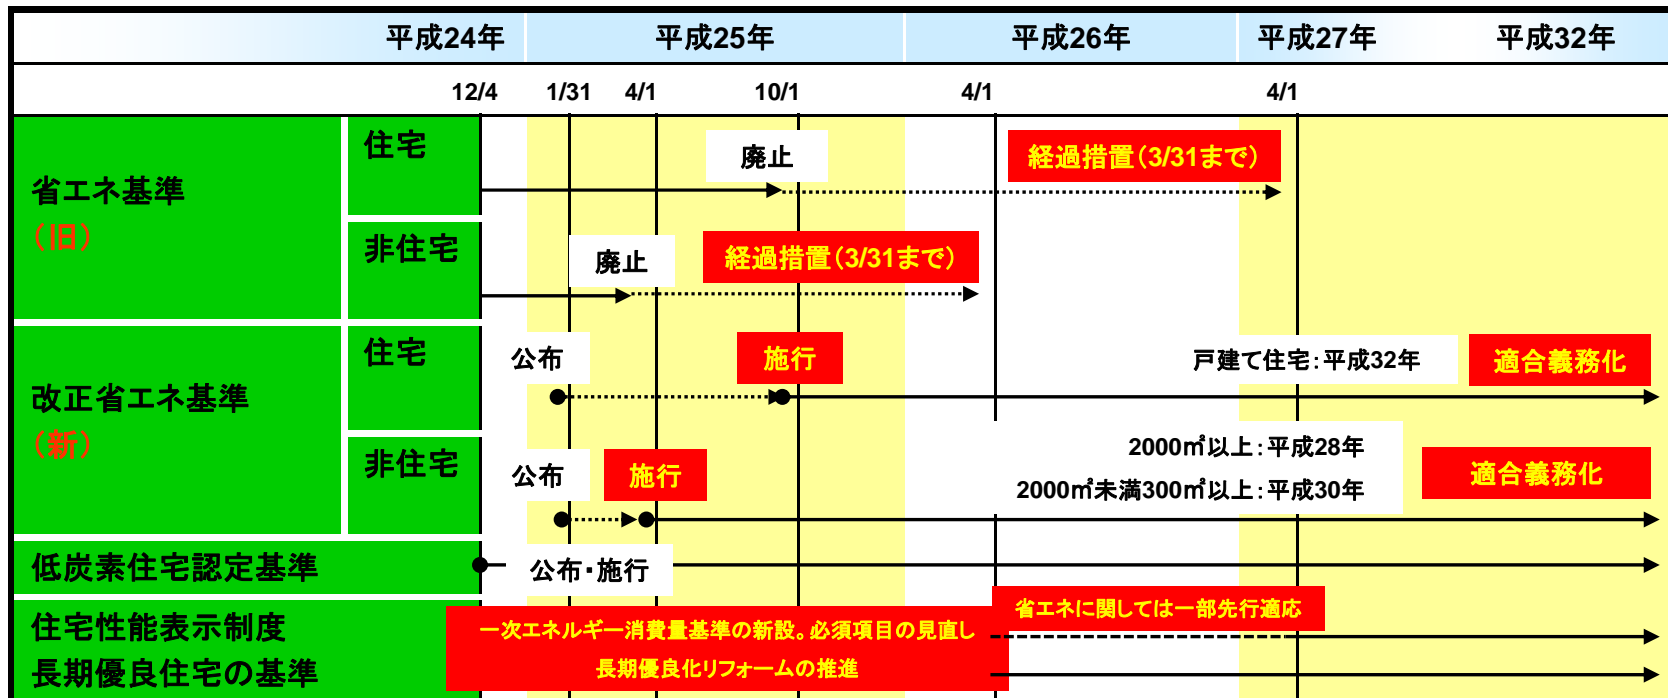 平成24年 平成25年 平成26年 平成27年 平成32年
12/4 1/31 4/1 10/1 4/1 4/1
省エネ基準
（旧）
住宅
廃止
経過措置（3/31まで）
非住宅
廃止
経過措置（3/31まで）
改正省エネ基準
（新）
住宅
公布
施行
戸建て住宅：平成32年
適合義務化
非住宅
公布
施行
2000㎡以上：平成28年
2000㎡未満300㎡以上：平成30年
適合義務化
低炭素住宅認定基準
公布・施行
住宅性能表示制度
長期優良住宅の基準
一次エネルギー消費量基準の新設。必須項目の見直し
長期優良化リフォームの推進
省エネに関しては一部先行適応